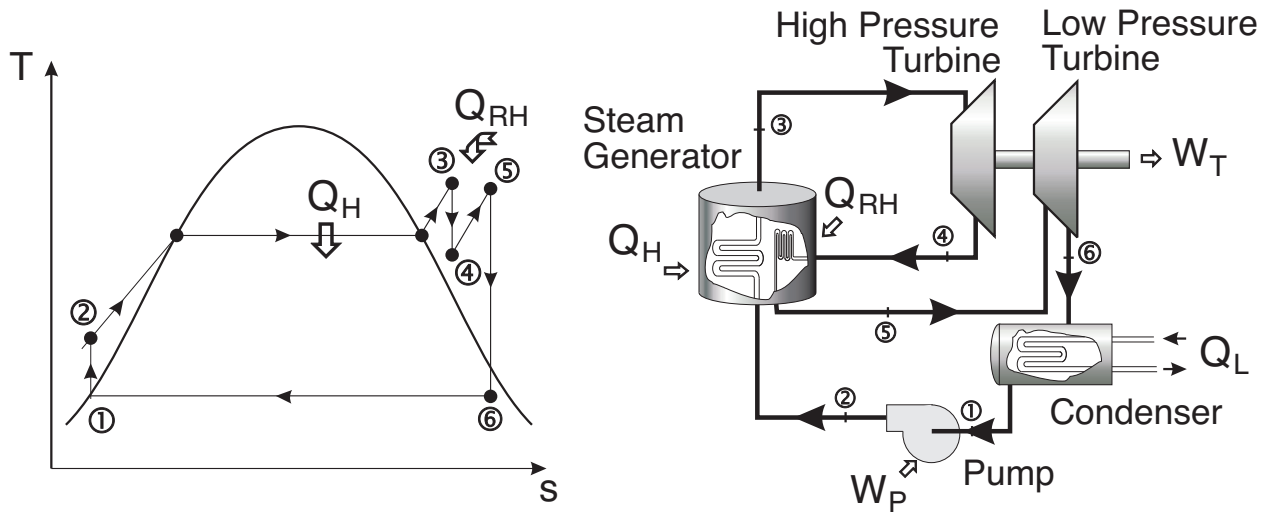 T
Q_RH
③
⑤
Q_H
④
②
①
⑥
s
High Pressure
Turbine
Low Pressure
Turbine
Steam
Generator
③
W_T
Q_RH
Q_H
④
⑥
⑤
Q_L
②
①
Condenser
Pump
W_P